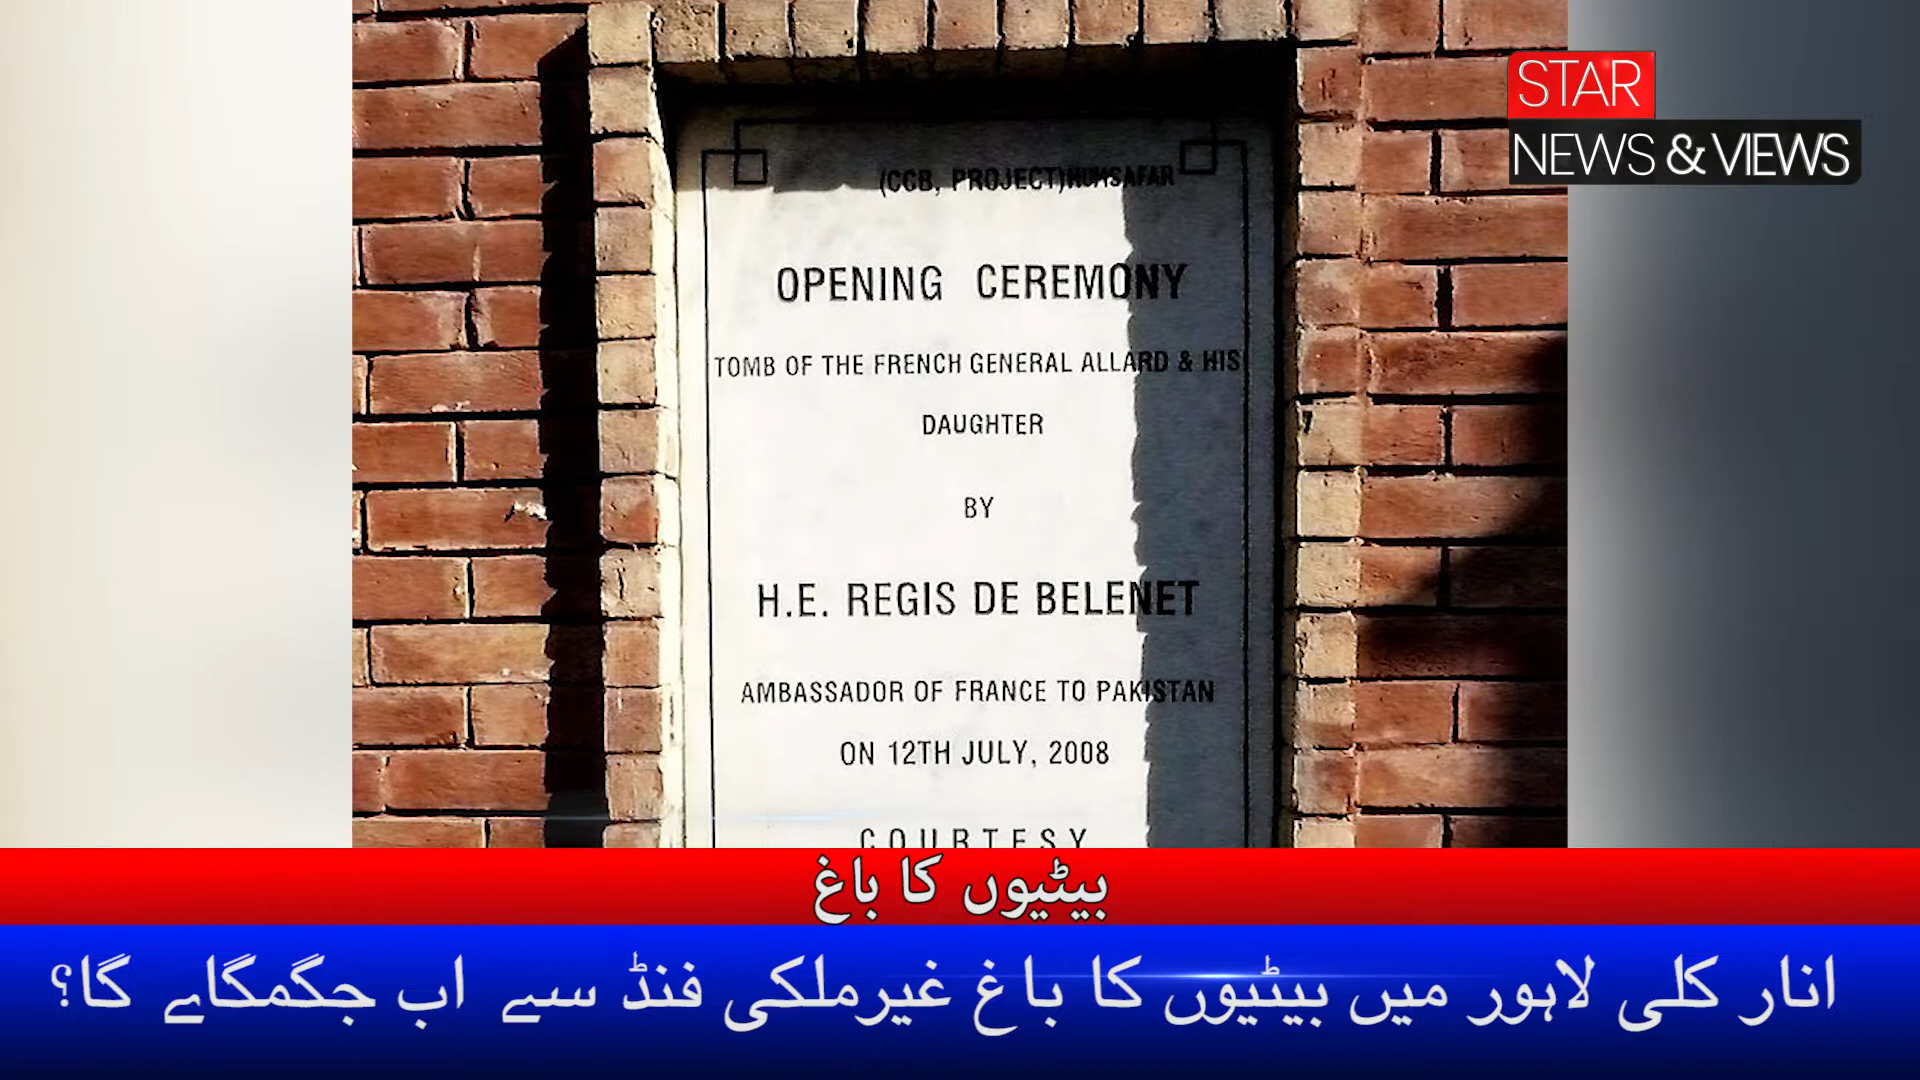 STAR
NEWS & VIEWS
(CCB, PROJECT)HUMSAFAR
OPENING CEREMONY
TOMB OF THE FRENCH GENERAL ALLARD & HIS
DAUGHTER
BY
H.E. REGIS DE BELENET
AMBASSADOR OF FRANCE TO PAKISTAN
ON 12TH JULY, 2008
COURTESY
بیٹیوں کا باغ
انار کلی لاہور میں بیٹیوں کا باغ غیرملکی فنڈ سے اب جگمگاے گا؟